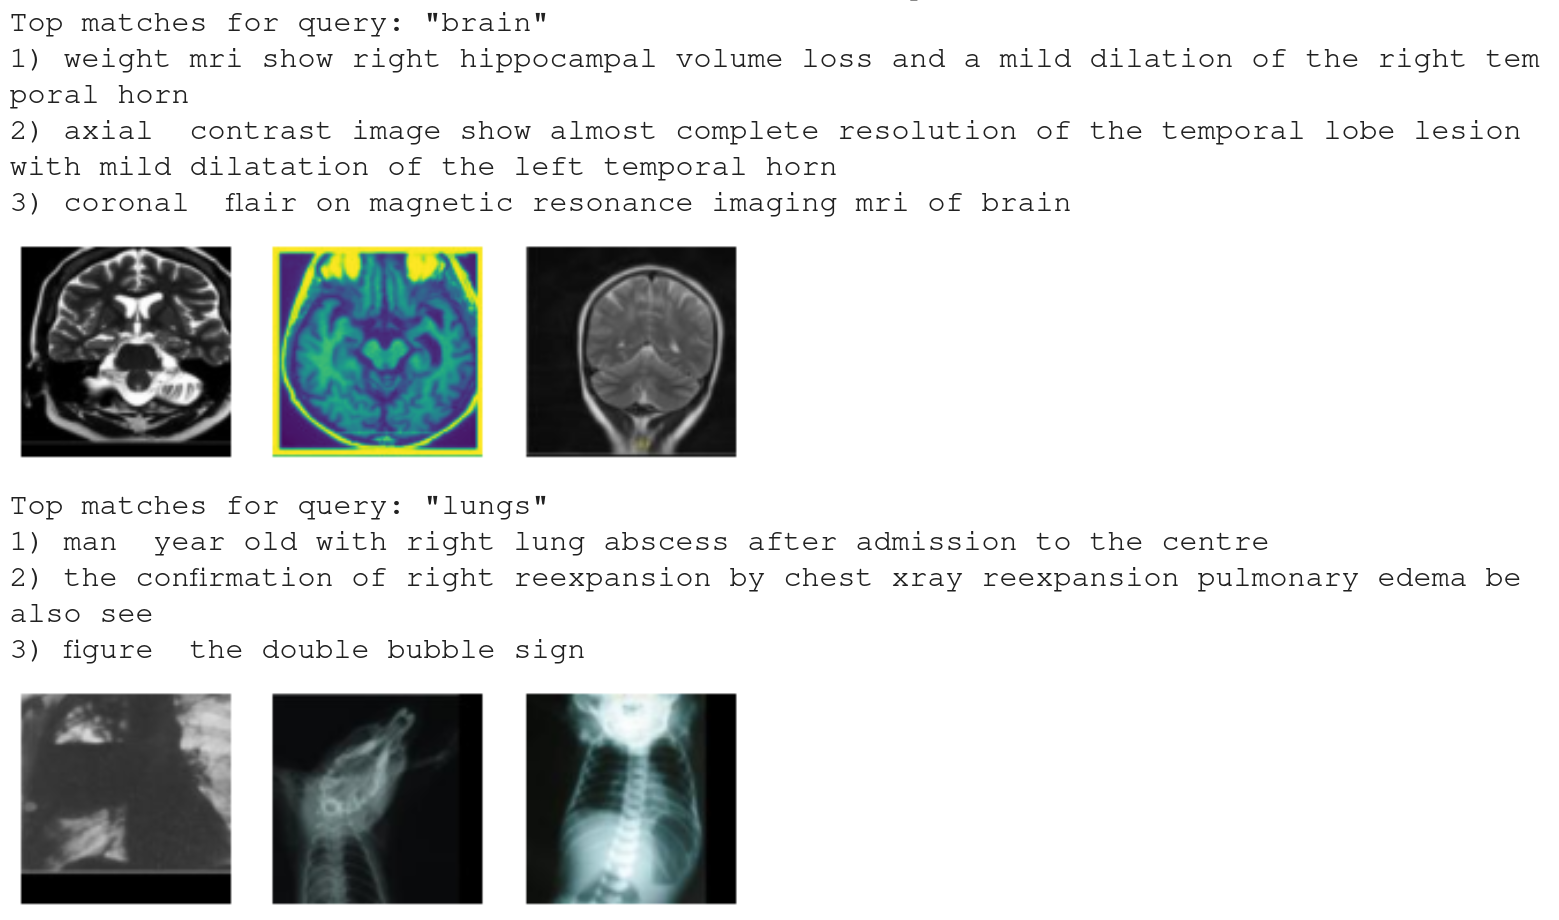 Top matches for query: "brain"
1) weight mri show right hippocampal volume loss and a mild dilation of the right tem
poral horn
2) axial  contrast image show almost complete resolution of the temporal lobe lesion
with mild dilatation of the left temporal horn
3) coronal  flair on magnetic resonance imaging mri of brain
Top matches for query: "lungs"
1) man  year old with right lung abscess after admission to the centre
2) the confirmation of right reexpansion by chest xray reexpansion pulmonary edema be
also see
3) figure  the double bubble sign